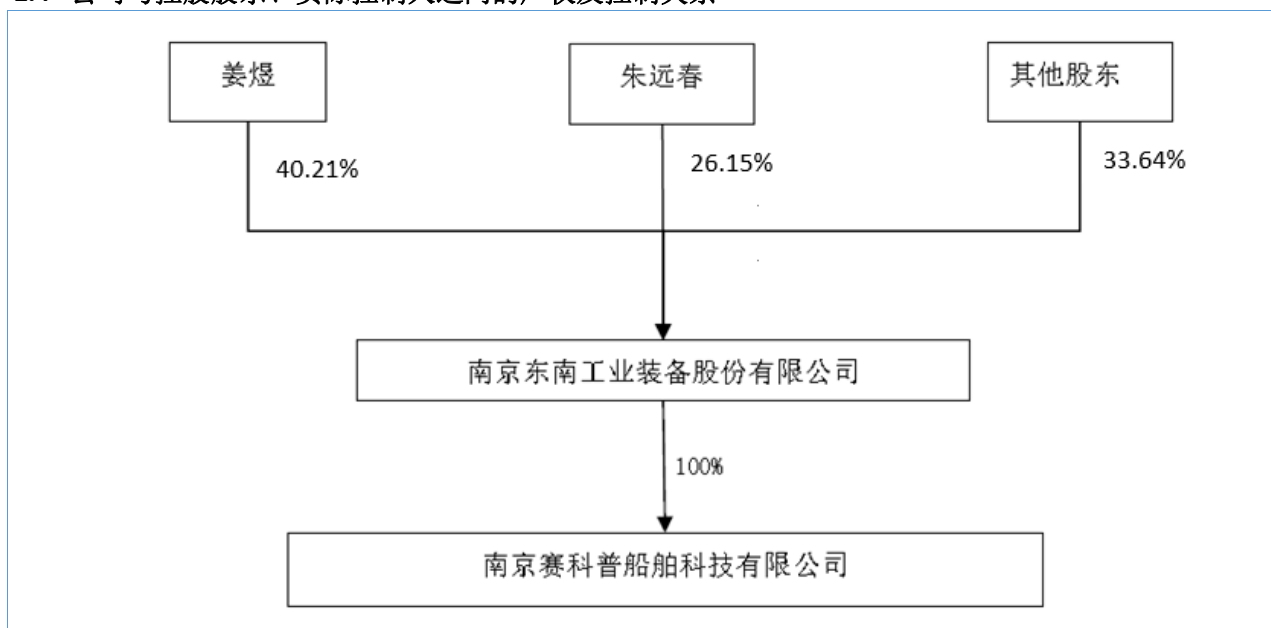 姜煜
朱远春
其他股东
40.21%
26.15%
33.64%
南京东南工业装备股份有限公司
100%
南京赛科普船舶科技有限公司